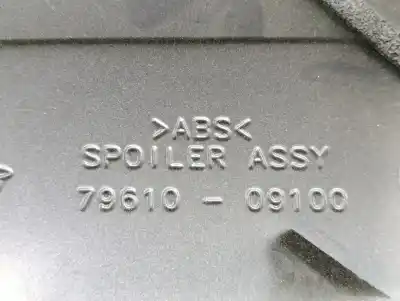 >ABS<
SPOILER ASSY
79610 - 09100